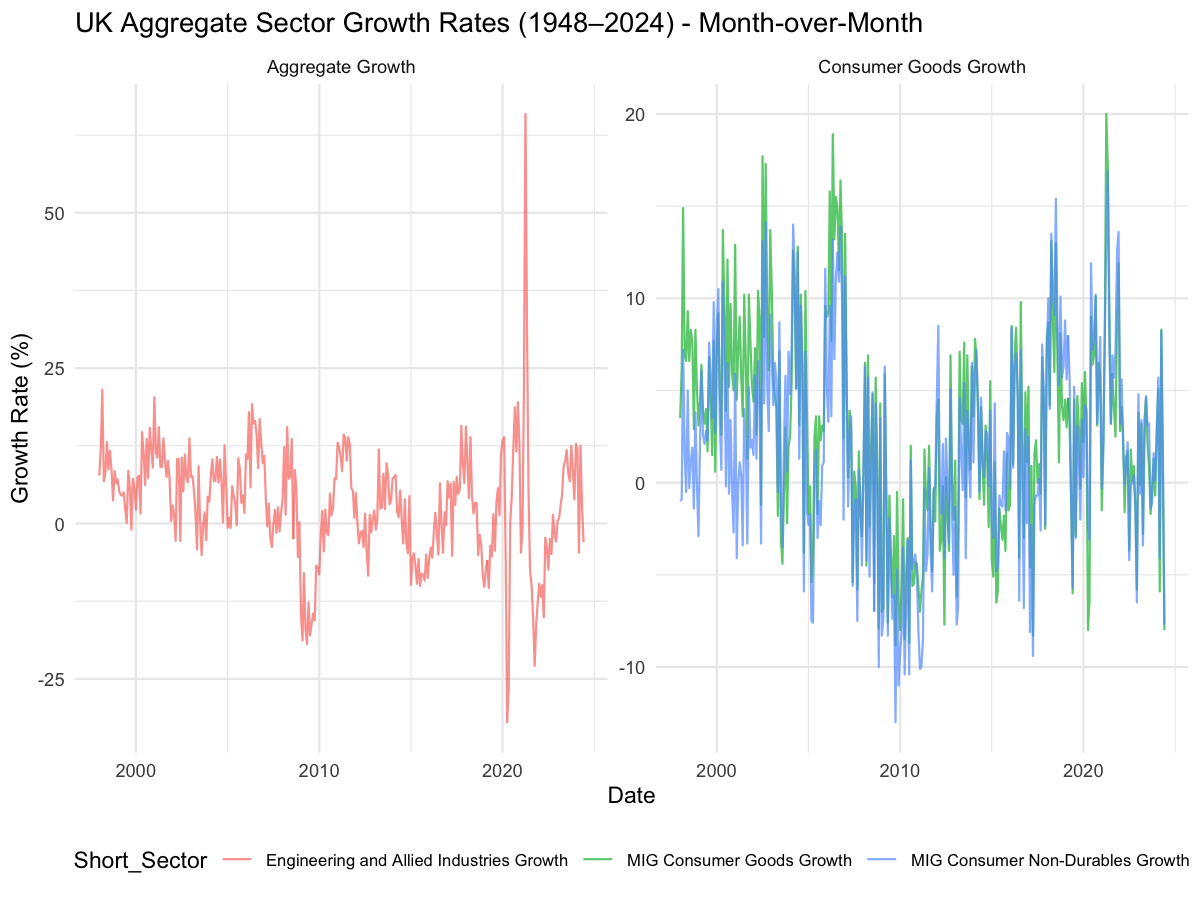 UK Aggregate Sector Growth Rates (1948–2024) - Month-over-Month
Aggregate Growth
Consumer Goods Growth
Growth Rate (%)
50
25
0
-25
20
10
0
-10
2000
2010
2020
2000
2010
2020
Date
Short_Sector
Engineering and Allied Industries Growth
MIG Consumer Goods Growth
MIG Consumer Non-Durables Growth